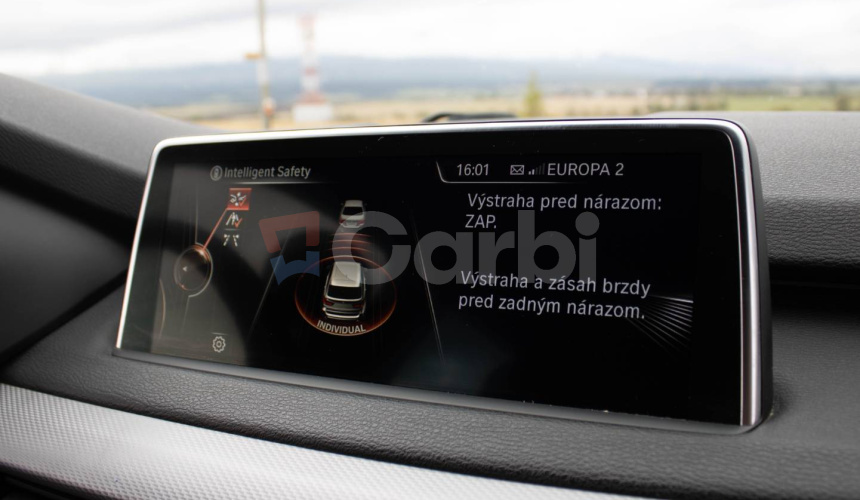 Intelligent Safety
16:01 EUROPA 2
Výstraha pred nárazom:
ZAP.
Carbi
Výstraha a zásah brzdy
pred zadným nárazom.
INDIVIDUAL